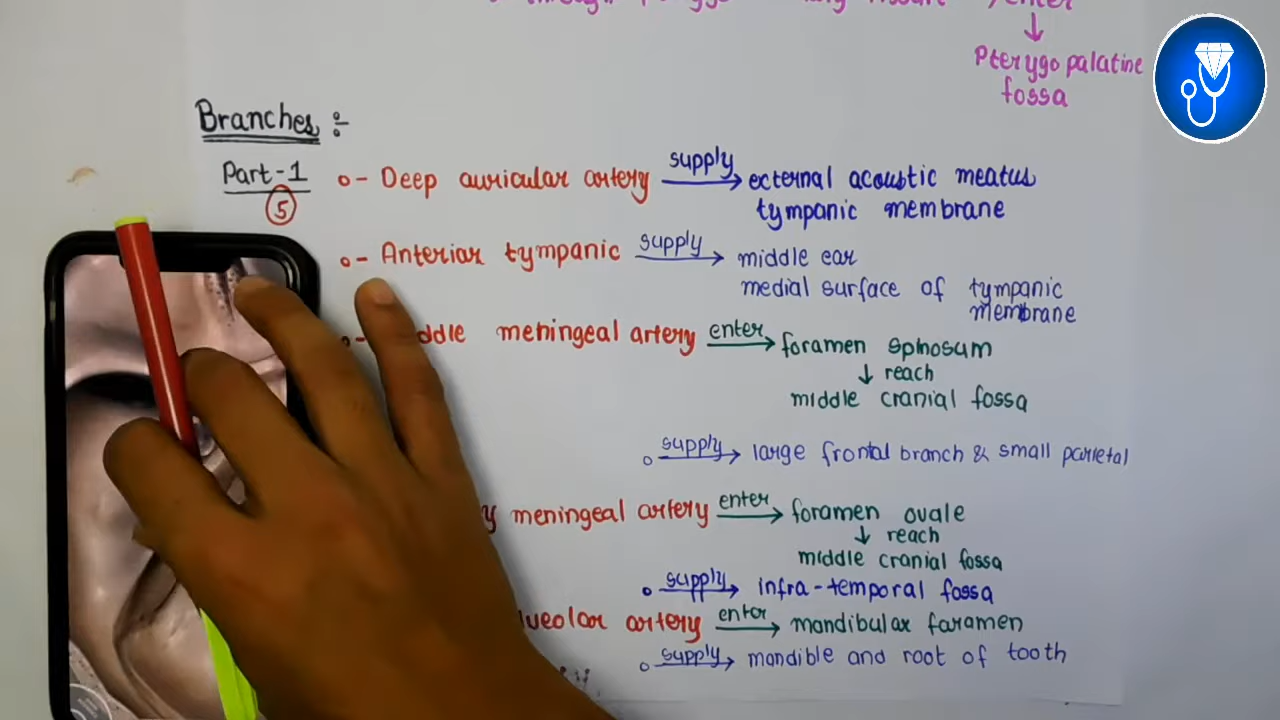 Pterygo palatine
fossa
Branches :-
Part-1
5
- Deep auricular artery supply external acoustic meatus
tympanic membrane
- Anteriar tympanic supply middle ear
medial surface of tympanic
membrane
meningeal artery enter foramen spinosum
reach
middle cranial fossa
supply large frontal branch & small parietal
meningeal artery enter foramen ovale
reach
middle cranial fossa
supply infra-temporal fossa
artery enter mandibular foramen
supply mandible and root of tooth